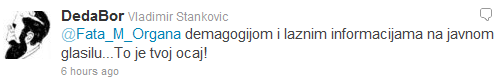 DedaBor Vladimir Stankovic
@Fata_M_Organa demagogijom i laznim informacijama na javnom
glasilu...To je tvoj ocaj!
6 hours ago